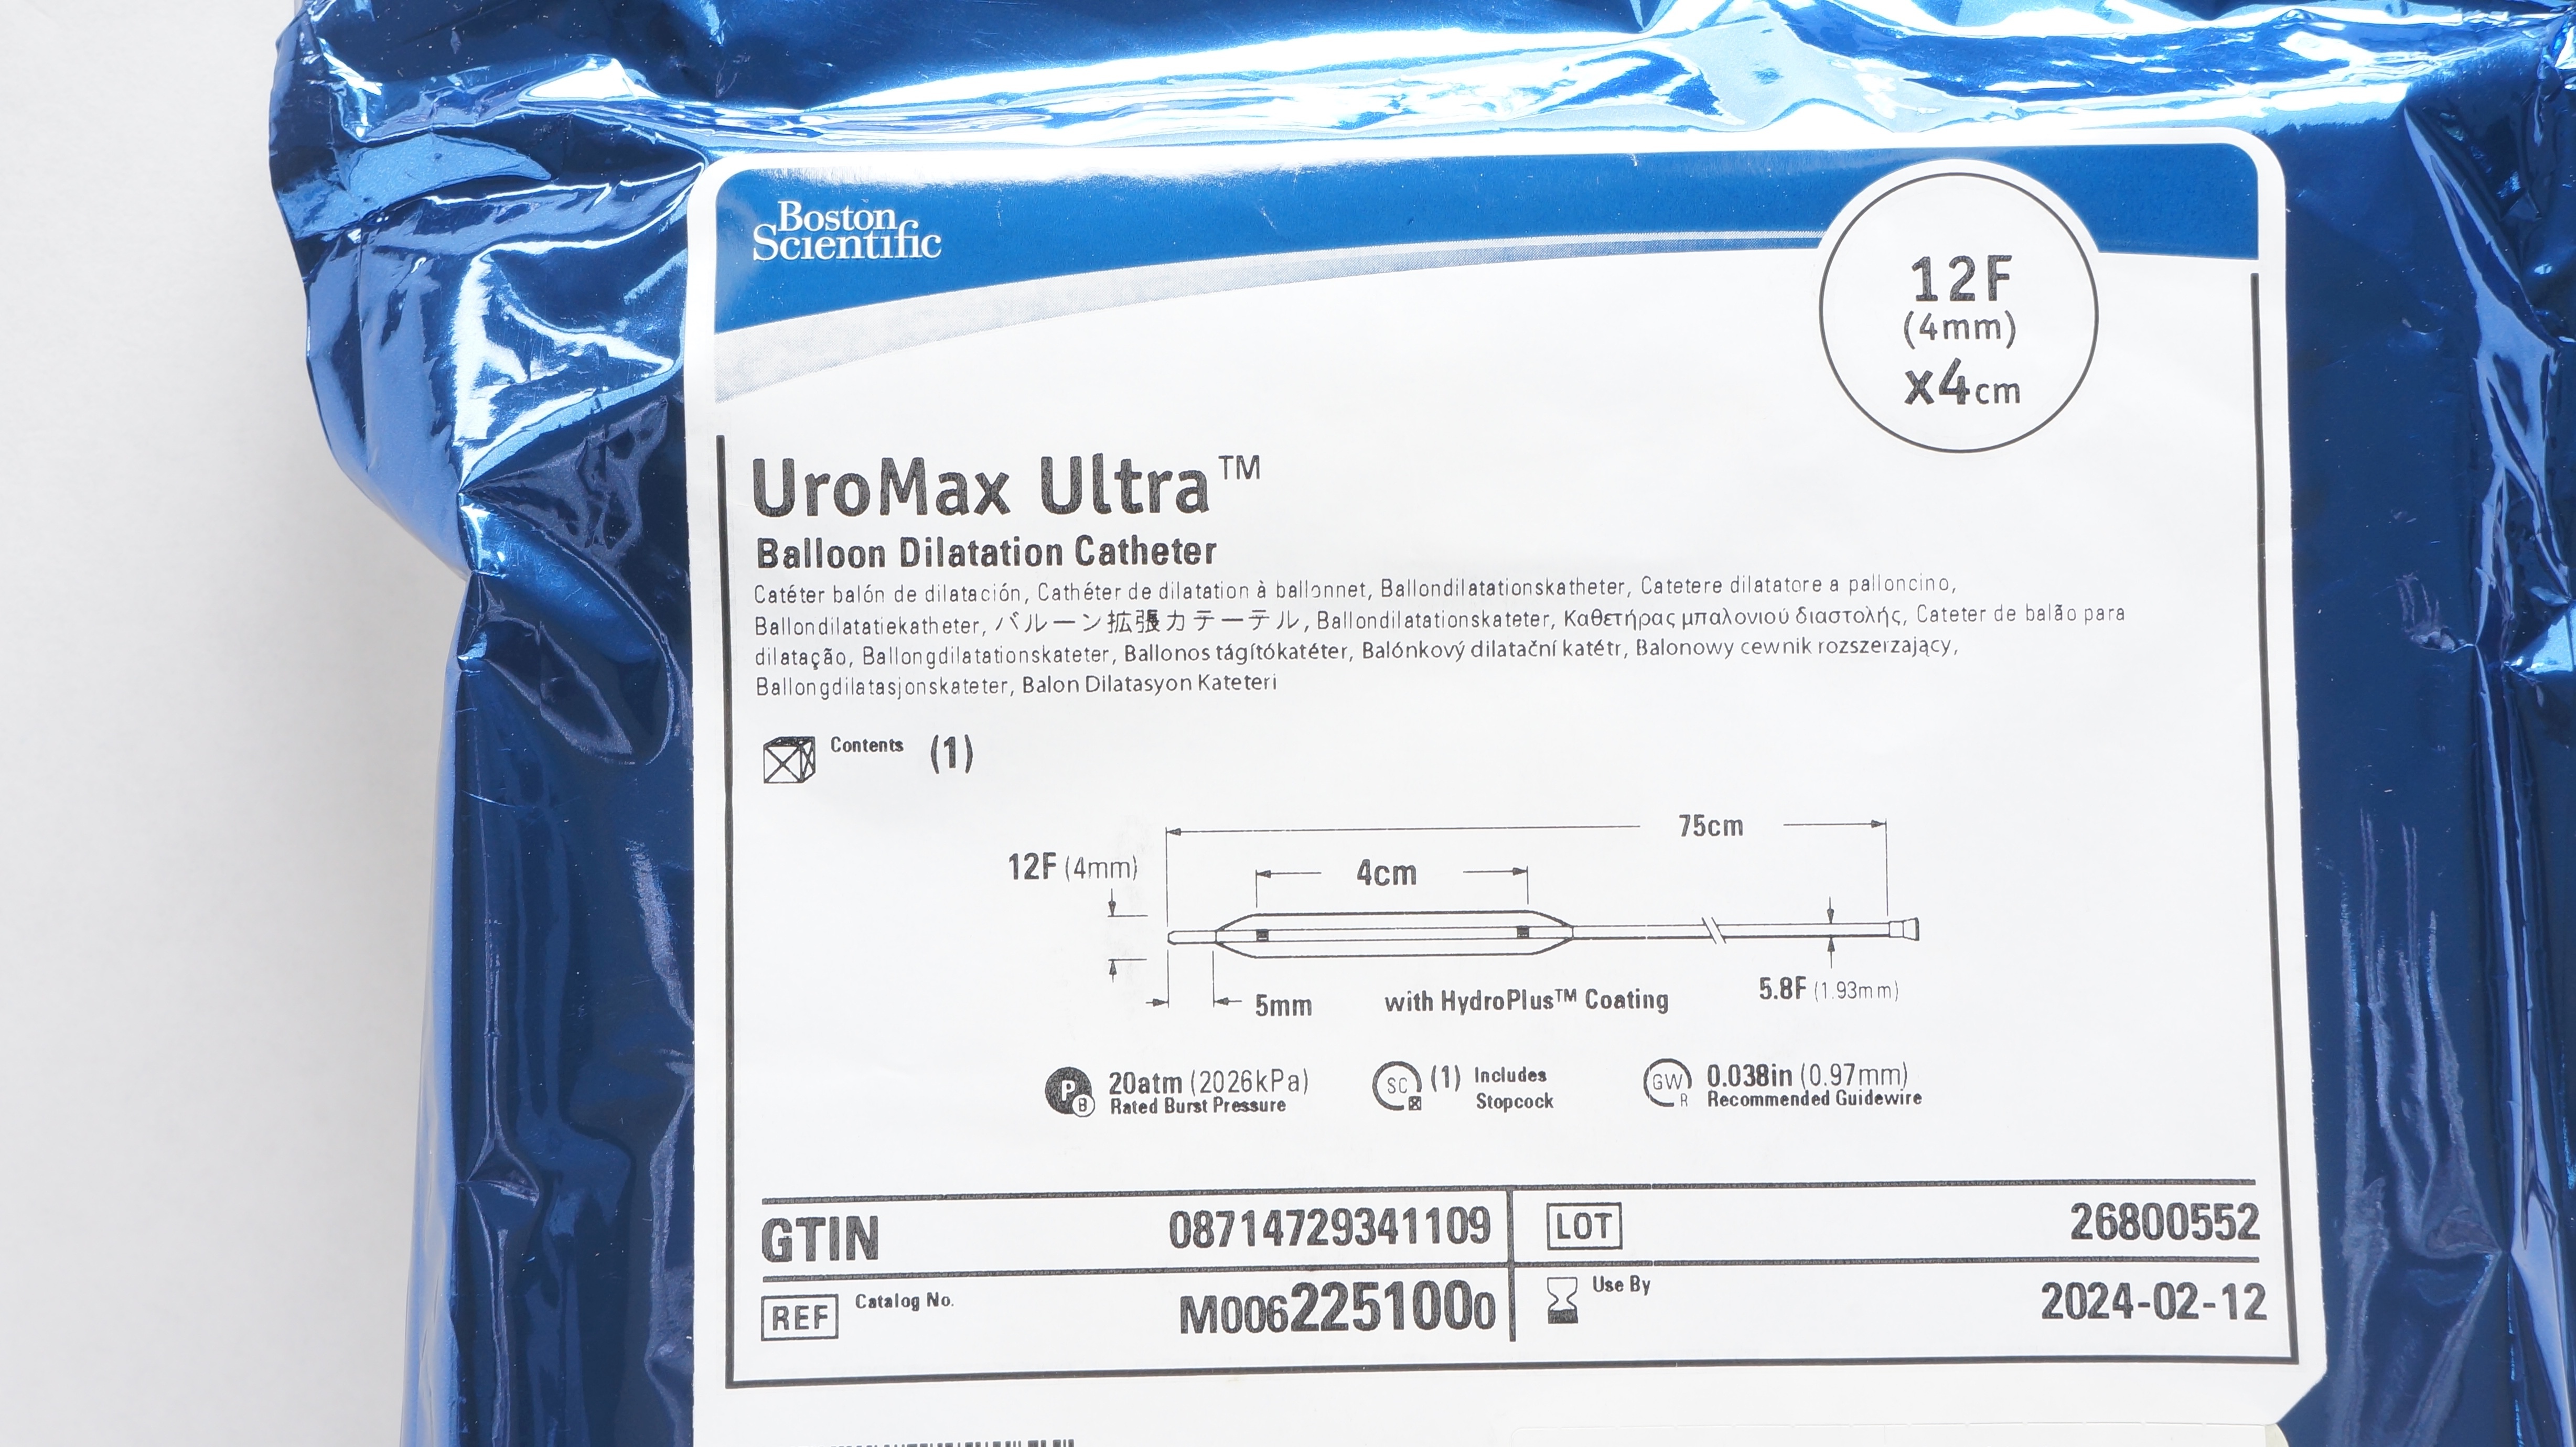 Boston
Scientific
12F
(4mm)
x4cm
UroMax Ultra™
Balloon Dilatation Catheter
Catéter balón de dilatación, Cathéter de dilatation à ballonnet, Ballondilatationskatheter, Catetere dilatatore a palloncino,
Ballondilatatiekatheter, バルーン拡張カテーテル, Ballondilatationskateter, Καθετήρας μπαλονιού διαστολής, Cateter de balão para
dilatação, Ballongdilatationskateter, Ballonos tágítókatéter, Balónkový dilatační katétr, Balonowy cewnik rozszerzający,
Ballongdilatasjonskateter, Balon Dilatasyon Kateteri
Contents (1)
75cm
12F (4mm)
4cm
5mm
with HydroPlus™ Coating
5.8F (1.93mm)
P B 20atm (2026kPa)
Rated Burst Pressure
SC (1) Includes
Stopcock
GW R 0.038in (0.97mm)
Recommended Guidewire
GTIN 08714729341109
LOT 26800552
REF Catalog No. M0062251000
Use By 2024-02-12